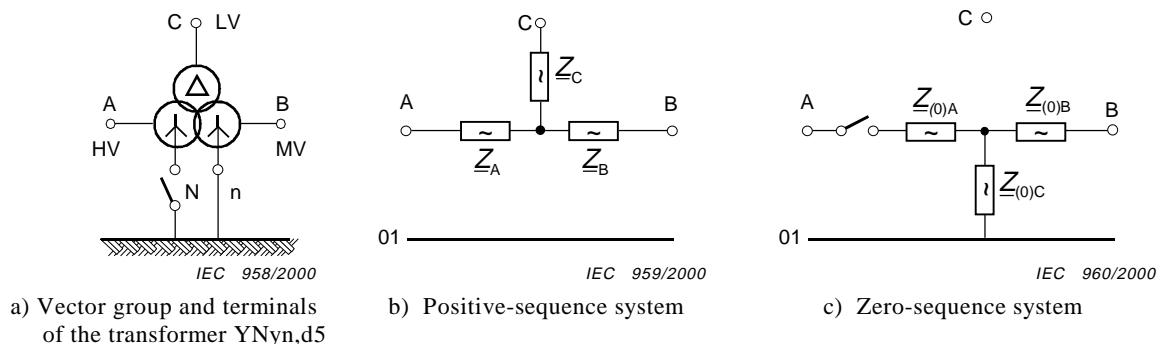 C LV
A
B
HV
MV
N
n
IEC 958/2000
a) Vector group and terminals
of the transformer YNyn,d5
C
Z_C
A
B
~
~
~
Z_A
Z_B
01
IEC 959/2000
b) Positive-sequence system
C
A
Z_(0)A
Z_(0)B
B
~
~
~
Z_(0)C
01
IEC 960/2000
c) Zero-sequence system